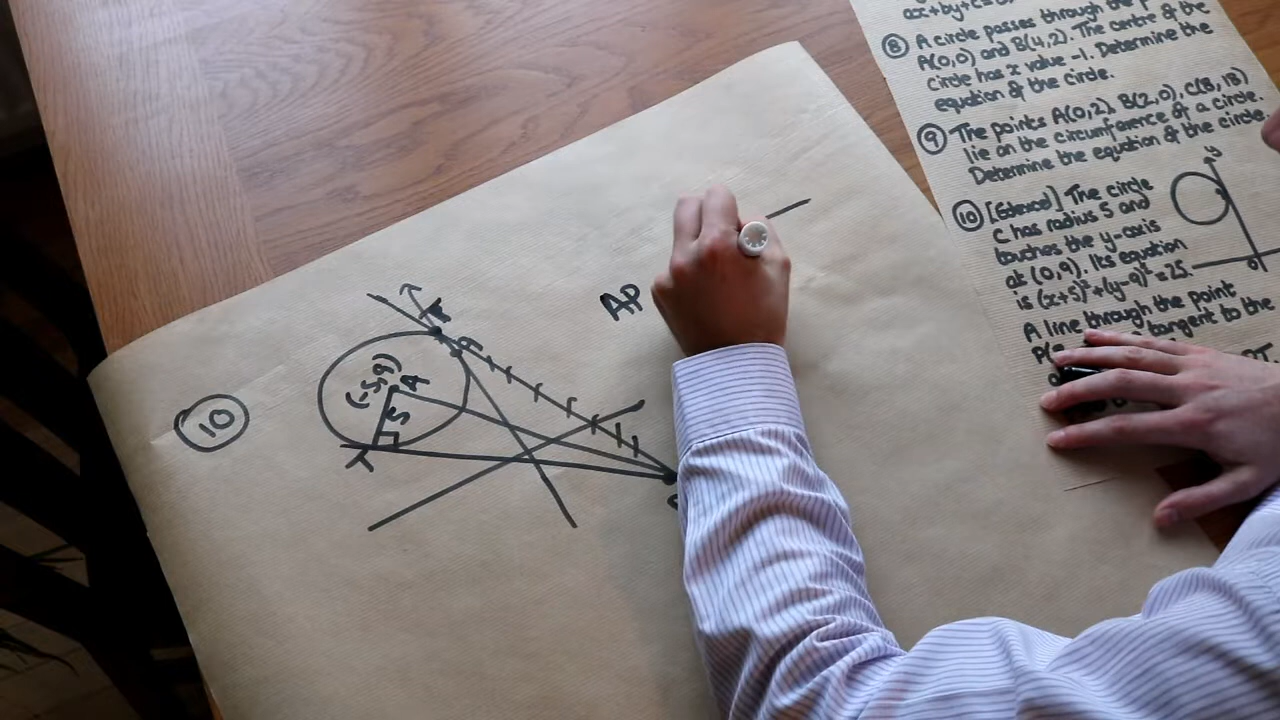 ax+by+c=0
⑧ A circle passes through the
A(0,0) and B(4,2). The centre of the
circle has x value -1. Determine the
equation of the circle.
⑨ The points A(0,2), B(2,0), C(8,18)
lie on the circumference of a circle.
Determine the equation of the circle.
⑩ [Edexcel] The circle
C has radius 5 and
touches the y-axis
at (0,9). Its equation
is (x+5)²+(y-9)²=25.
A line through the point
tangent to the
PT.
y
O
⑩
(-5,9)
A
5
T
AP